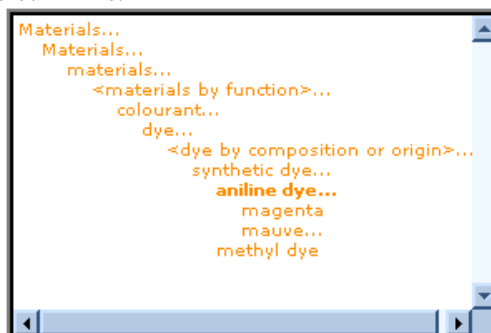 Materials...
Materials...
materials...
<materials by function>...
colourant...
dye...
<dye by composition or origin>...
synthetic dye...
aniline dye...
magenta
mauve...
methyl dye